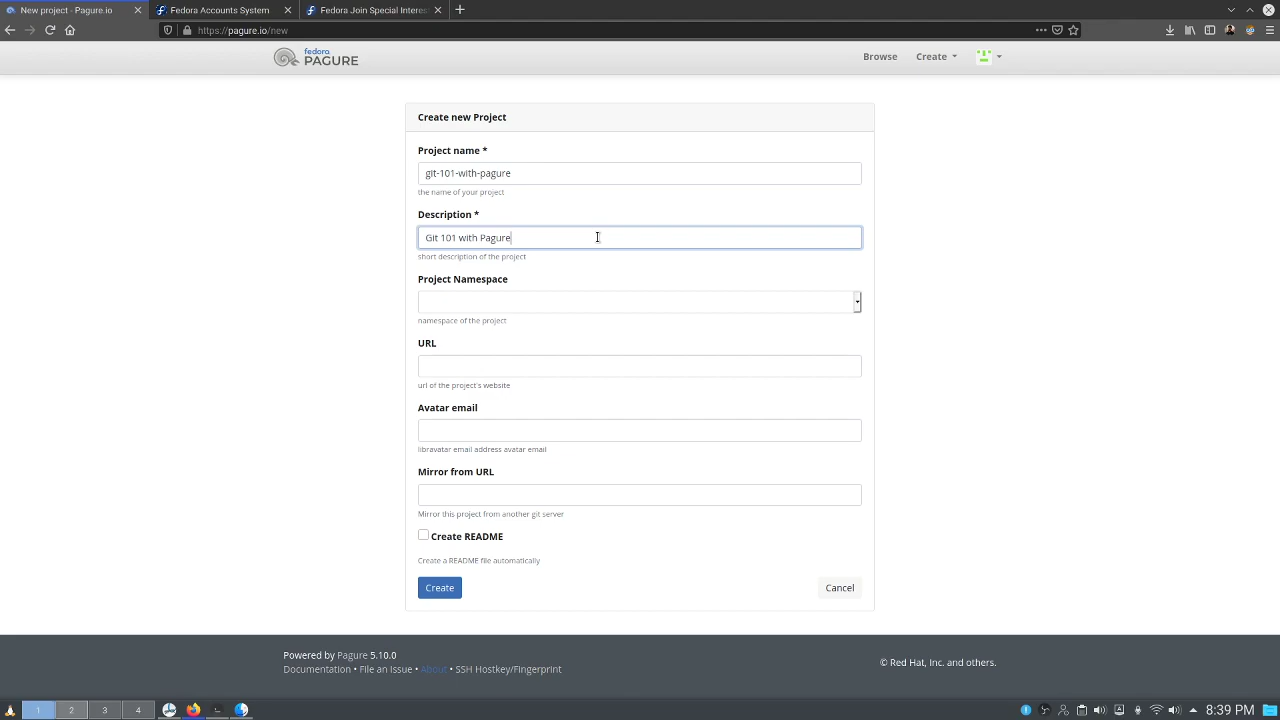 New project - Pagure.io
Fedora Accounts System
Fedora Join Special Interes
https://pagure.io/new
fedora
PAGURE
Browse
Create
Create new Project
Project name *
git-101-with-pagure
the name of your project
Description *
Git 101 with Pagure
short description of the project
Project Namespace
namespace of the project
URL
url of the project's website
Avatar email
libravatar email address avatar email
Mirror from URL
Mirror this project from another git server
Create README
Create a README file automatically
Create
Cancel
Powered by Pagure 5.10.0
Documentation • File an Issue • About • SSH Hostkey/Fingerprint
© Red Hat, Inc. and others.
1 2 3 4
8:39 PM